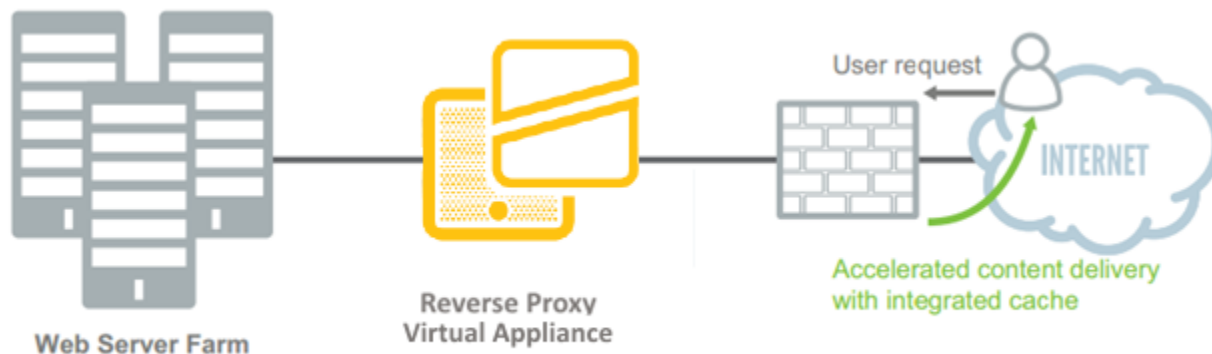 User request
INTERNET
Accelerated content delivery
with integrated cache
Reverse Proxy
Virtual Appliance
Web Server Farm